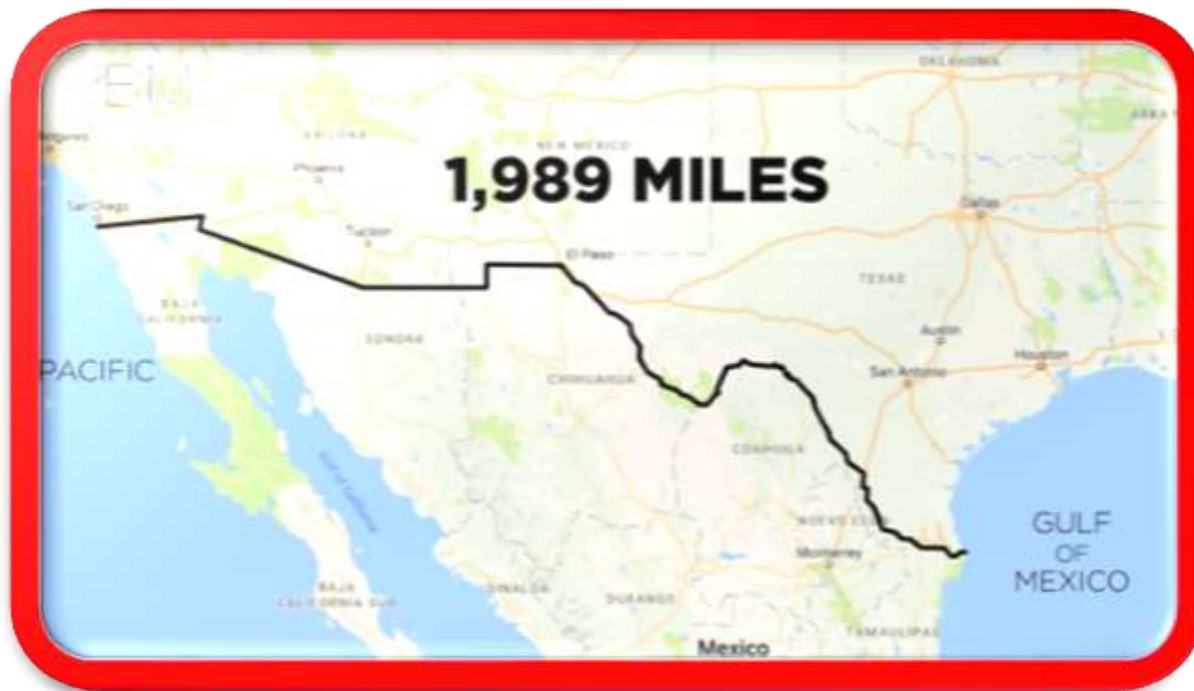 OKLAHOMA
ARIZONA
NEW MEXICO
Phoenix
1,989 MILES
San Diego
Dallas
Tucson
El Paso
TEXAS
BAJA
CALIFORNIA
SONORA
Austin
Houston
PACIFIC
CHIHUAHUA
San Antonio
COAHUILA
Gulf of California
GULF
OF
MEXICO
Monterrey
SINALOA
DURANGO
BAJA
CALIFORNIA SUR
TAMAULIPAS
Mexico